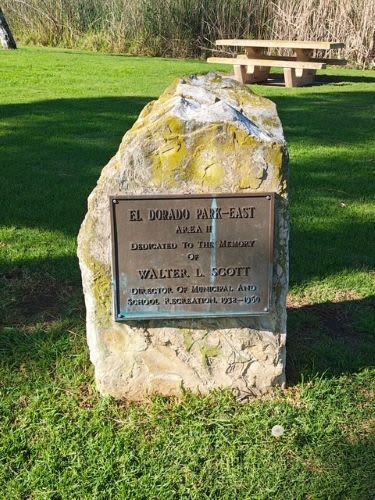 EL DORADO PARK–EAST
AREA II
DEDICATED TO THE MEMORY
OF
WALTER L. SCOTT
DIRECTOR OF MUNICIPAL AND
SCHOOL RECREATION, 1932–1959